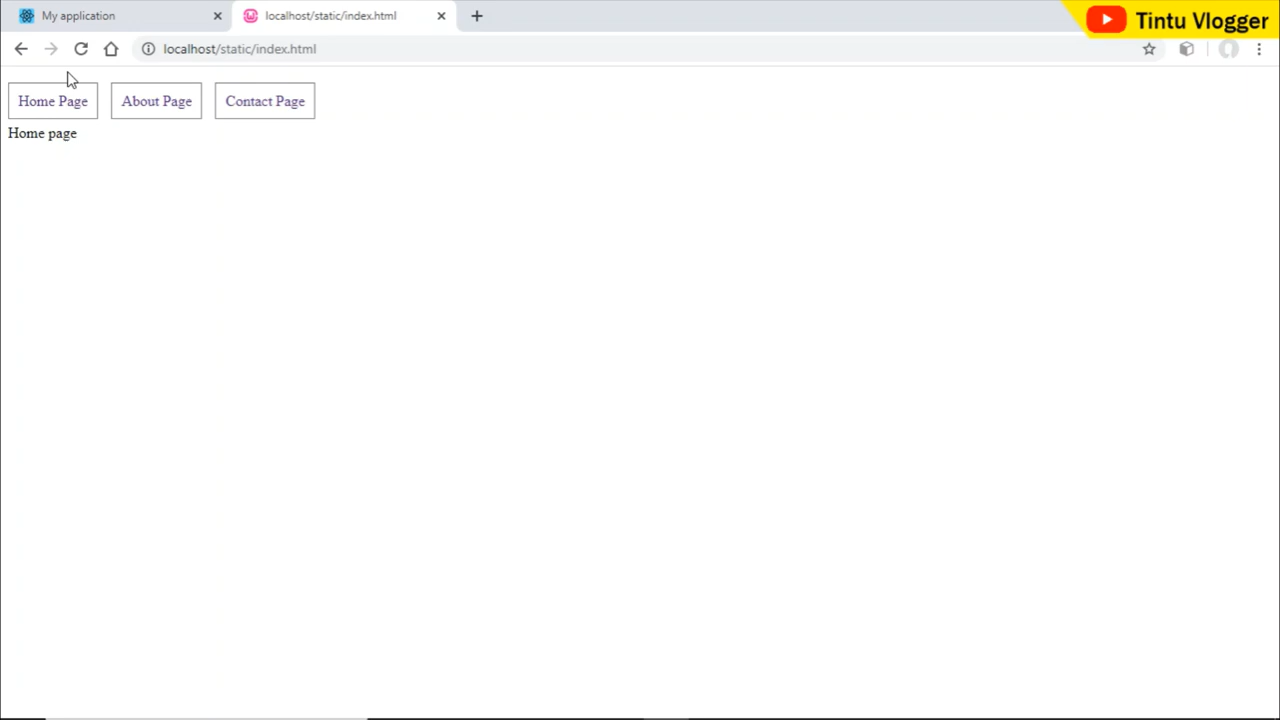 My application
localhost/static/index.html
Tintu Vlogger
localhost/static/index.html
Home Page
About Page
Contact Page
Home page